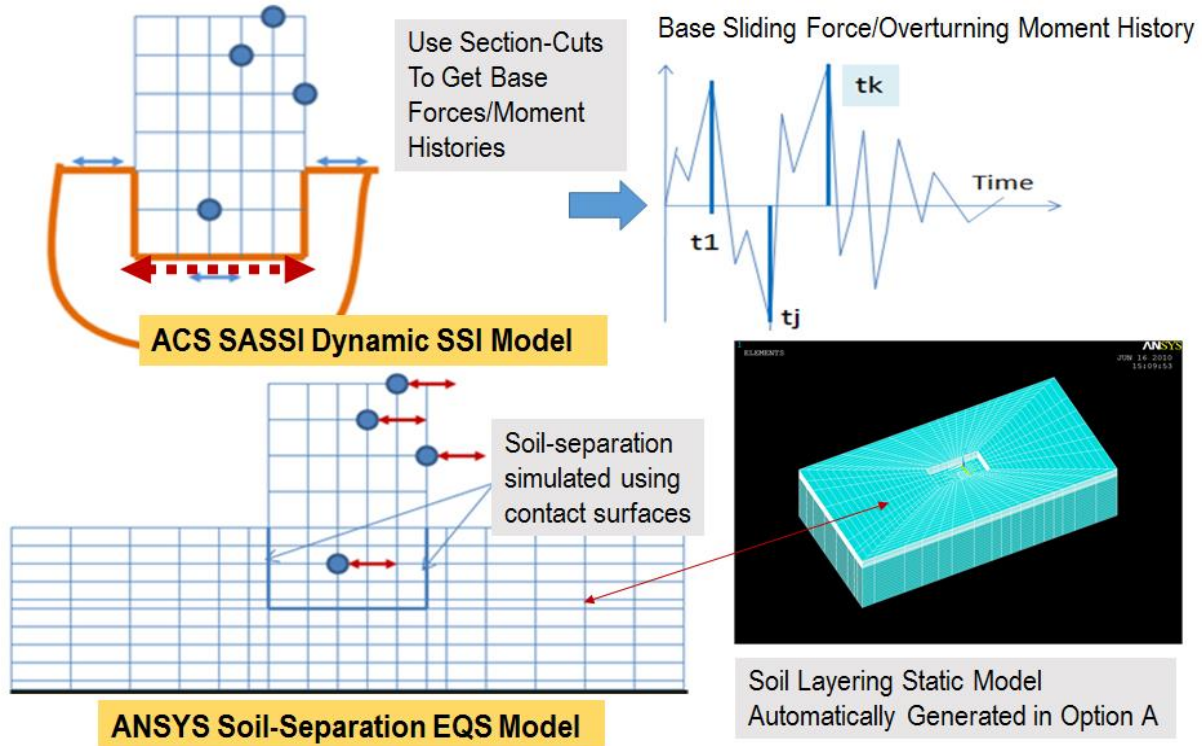 Use Section-Cuts
To Get Base
Forces/Moment
Histories
Base Sliding Force/Overturning Moment History
tk
Time
t1
tj
ACS SASSI Dynamic SSI Model
Soil-separation
simulated using
contact surfaces
1
ELEMENTS
ANSYS
JUN 16 2010
15:09:53
Soil Layering Static Model
Automatically Generated in Option A
ANSYS Soil-Separation EQS Model